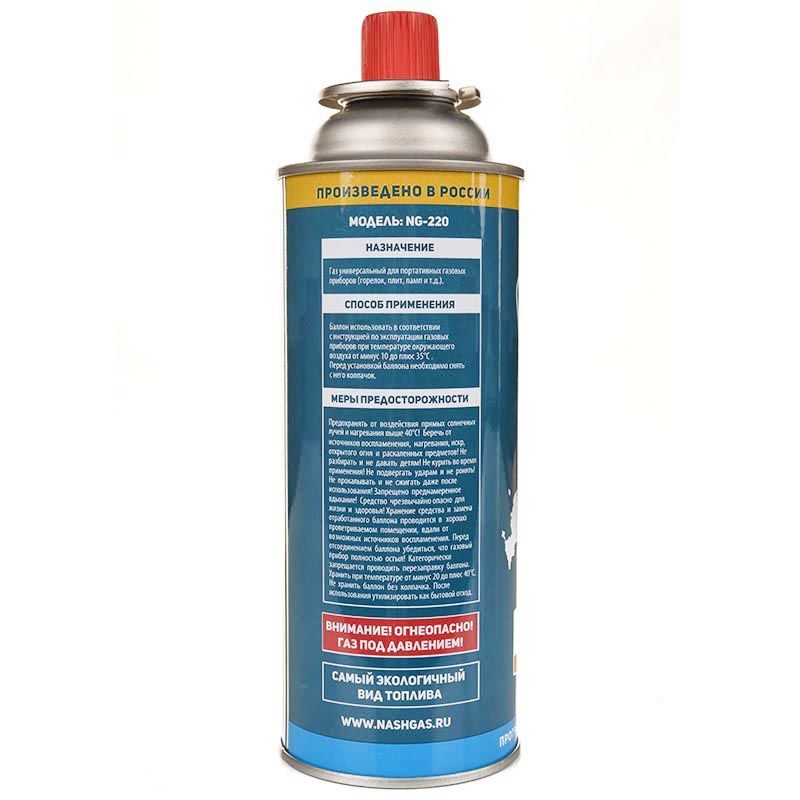 ПРОИЗВЕДЕНО В РОССИИ
МОДЕЛЬ: NG-220
НАЗНАЧЕНИЕ
Газ универсальный для портативных газовых
приборов (горелок, плит, ламп и т.д.).
СПОСОБ ПРИМЕНЕНИЯ
Баллон использовать в соответствии
с инструкцией по эксплуатации газовых
приборов при температуре окружающего
воздуха от минус 10 до плюс 35°C .
Перед установкой баллона необходимо снять
с него колпачок.
МЕРЫ ПРЕДОСТОРОЖНОСТИ
Предохранять от воздействия прямых солнечных
лучей и нагревания выше 40°C! Беречь от
источников воспламенения, нагревания, искр,
открытого огня и раскаленных предметов! Не
разбирать и не давать детям! Не курить во время
применения! Не подвергать ударам и не ронять!
Не прокалывать и не сжигать даже после
использования! Запрещено преднамеренное
вдыхание! Средство чрезвычайно опасно для
жизни и здоровья! Хранение средства и замена
отработанного баллона проводится в хорошо
проветриваемом помещении, вдали от
возможных источников воспламенения. Перед
отсоединением баллона убедиться, что газовый
прибор полностью остыл! Категорически
запрещается проводить перезаправку баллона.
Хранить при температуре от минус 20 до плюс 40°C.
Не хранить баллон без колпачка. После
использования утилизировать как бытовой отход.
ВНИМАНИЕ! ОГНЕОПАСНО!
ГАЗ ПОД ДАВЛЕНИЕМ!
САМЫЙ ЭКОЛОГИЧНЫЙ
ВИД ТОПЛИВА
WWW.NASHGAS.RU